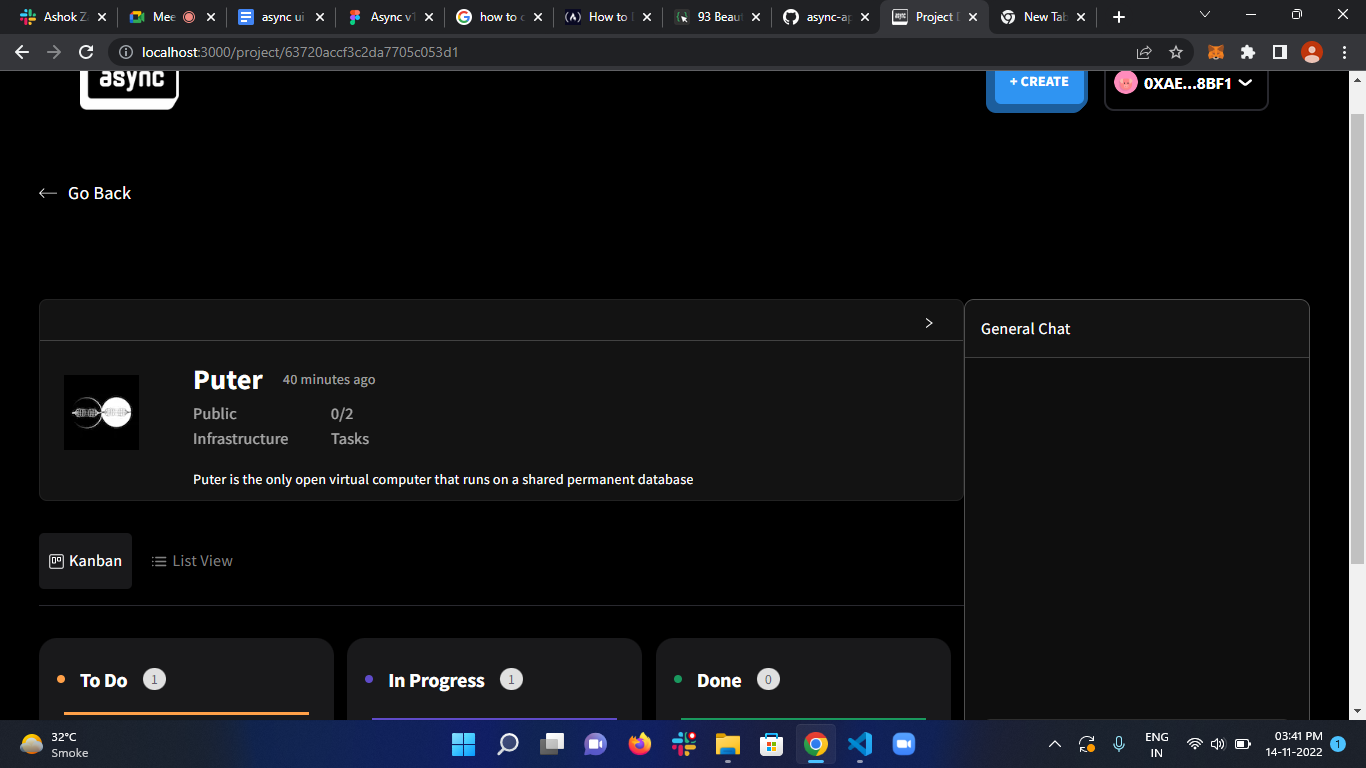 Ashok Z
Mee
async ui
Async v1
how to c
How to
93 Beau
async-ap
Project D
New Tab
localhost:3000/project/63720accf3c2da7705c053d1
async
+ CREATE
0XAE...8BF1
Go Back
General Chat
Puter 40 minutes ago
Public 0/2
Infrastructure Tasks
Puter is the only open virtual computer that runs on a shared permanent database
Kanban
List View
To Do 1
In Progress 1
Done 0
32°C
Smoke
ENG
IN
03:41 PM
14-11-2022
1